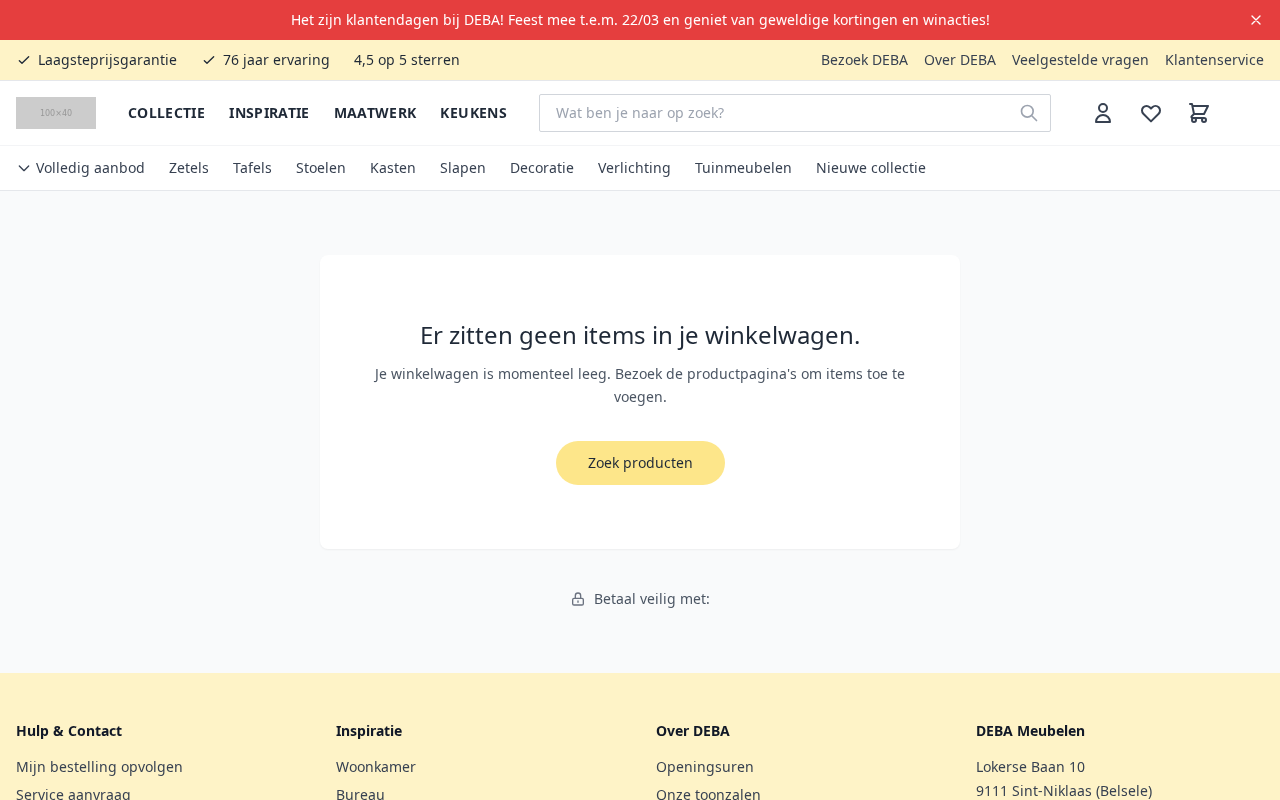 Het zijn klantendagen bij DEBA! Feest mee t.e.m. 22/03 en geniet van geweldige kortingen en winacties!
Laagsteprijsgarantie 76 jaar ervaring 4,5 op 5 sterren Bezoek DEBA Over DEBA Veelgestelde vragen Klantenservice
100×40 COLLECTIE INSPIRATIE MAATWERK KEUKENS Wat ben je naar op zoek?
Volledig aanbod Zetels Tafels Stoelen Kasten Slapen Decoratie Verlichting Tuinmeubelen Nieuwe collectie
Er zitten geen items in je winkelwagen.
Je winkelwagen is momenteel leeg. Bezoek de productpagina's om items toe te
voegen.
Zoek producten
Betaal veilig met:
Hulp & Contact Inspiratie Over DEBA DEBA Meubelen
Mijn bestelling opvolgen Woonkamer Openingsuren Lokerse Baan 10
Service aanvraag Bureau Onze toonzalen 9111 Sint-Niklaas (Belsele)